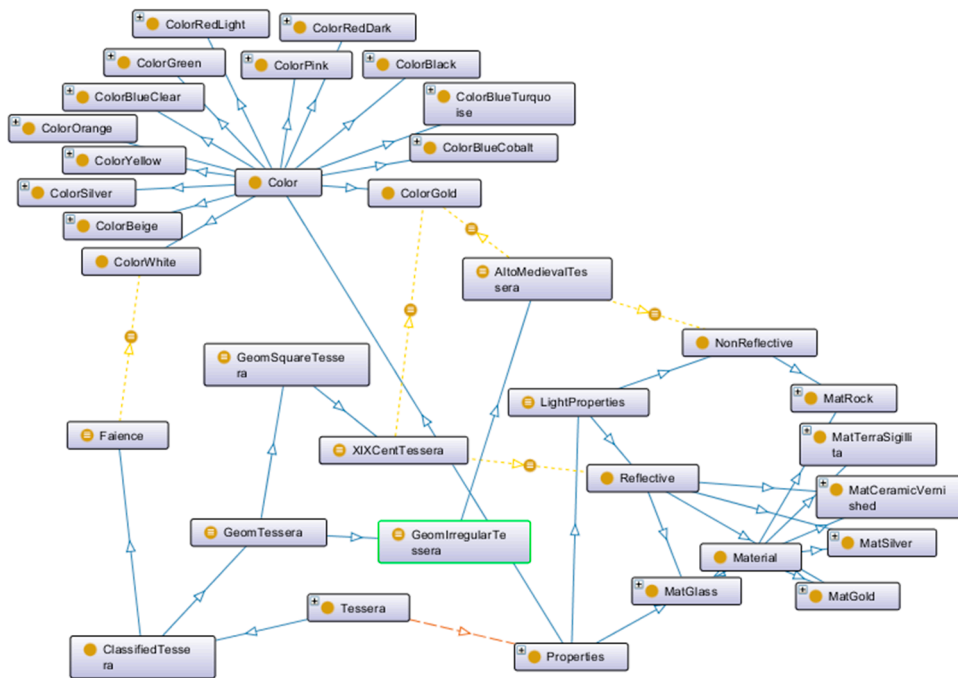 ColorRedLight
ColorRedDark
ColorGreen
ColorPink
ColorBlack
ColorBlueClear
ColorBlueTurquo
ise
ColorOrange
ColorBlueCobalt
ColorYellow
Color
ColorSilver
ColorGold
ColorBeige
ColorWhite
AltoMedievalTes
sera
NonReflective
GeomSquareTesse
ra
LightProperties
MatRock
Faience
XIXCentTessera
MatTerraSigilli
ta
Reflective
MatCeramicVerni
shed
GeomTessera
GeomIrregularTe
ssera
MatSilver
Material
MatGlass
MatGold
Tessera
ClassifiedTesse
ra
Properties